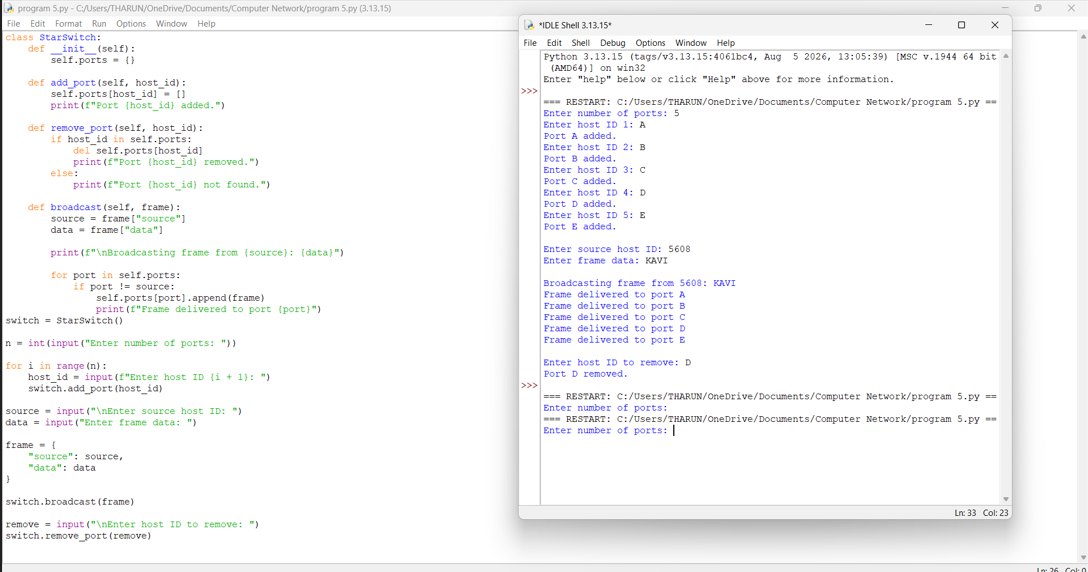 program 5.py - C:/Users/THARUN/OneDrive/Documents/Computer Network/program 5.py (3.13.15)
File Edit Format Run Options Window Help
class StarSwitch:
    def __init__(self):
        self.ports = {}

    def add_port(self, host_id):
        self.ports[host_id] = []
        print(f"Port {host_id} added.")

    def remove_port(self, host_id):
        if host_id in self.ports:
            del self.ports[host_id]
            print(f"Port {host_id} removed.")
        else:
            print(f"Port {host_id} not found.")

    def broadcast(self, frame):
        source = frame["source"]
        data = frame["data"]

        print(f"\nBroadcasting frame from {source}: {data}")

        for port in self.ports:
            if port != source:
                self.ports[port].append(frame)
                print(f"Frame delivered to port {port}")
switch = StarSwitch()

n = int(input("Enter number of ports: "))

for i in range(n):
    host_id = input(f"Enter host ID {i + 1}: ")
    switch.add_port(host_id)

source = input("\nEnter source host ID: ")
data = input("Enter frame data: ")

frame = {
    "source": source,
    "data": data
}

switch.broadcast(frame)

remove = input("\nEnter host ID to remove: ")
switch.remove_port(remove)
Ln: 26 Col: 0
*IDLE Shell 3.13.15*
File Edit Shell Debug Options Window Help
Python 3.13.15 (tags/v3.13.15:4061bc4, Aug  5 2026, 13:05:39) [MSC v.1944 64 bit
 (AMD64)] on win32
Enter "help" below or click "Help" above for more information.
>>>
=== RESTART: C:/Users/THARUN/OneDrive/Documents/Computer Network/program 5.py ==
Enter number of ports: 5
Enter host ID 1: A
Port A added.
Enter host ID 2: B
Port B added.
Enter host ID 3: C
Port C added.
Enter host ID 4: D
Port D added.
Enter host ID 5: E
Port E added.

Enter source host ID: 5608
Enter frame data: KAVI

Broadcasting frame from 5608: KAVI
Frame delivered to port A
Frame delivered to port B
Frame delivered to port C
Frame delivered to port D
Frame delivered to port E

Enter host ID to remove: D
Port D removed.
>>>
=== RESTART: C:/Users/THARUN/OneDrive/Documents/Computer Network/program 5.py ==
Enter number of ports:
=== RESTART: C:/Users/THARUN/OneDrive/Documents/Computer Network/program 5.py ==
Enter number of ports:
Ln: 33 Col: 23